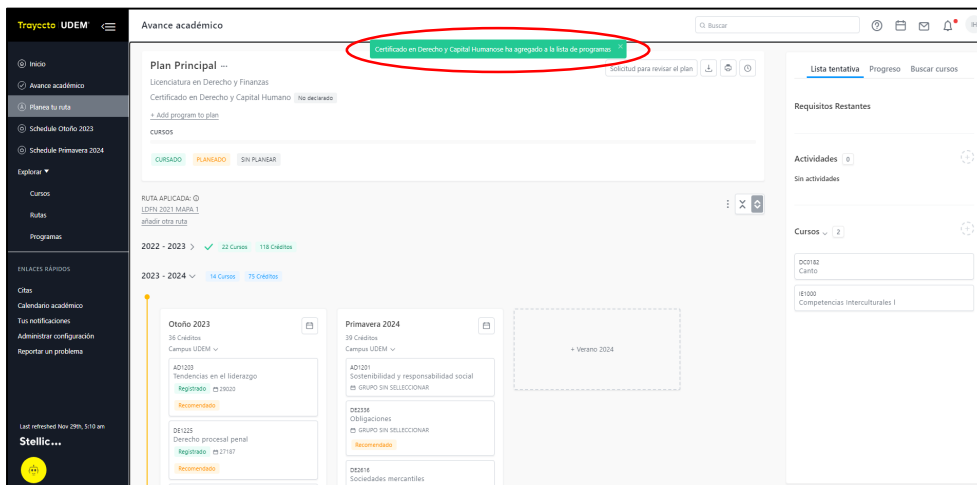 Trayecto UDEM
Avance académico
Buscar
IH
Certificado en Derecho y Capital Humanose ha agregado a la lista de programas
Inicio
Avance académico
Planea tu ruta
Schedule Otoño 2023
Schedule Primavera 2024
Explorar
Cursos
Rutas
Programas
ENLACES RÁPIDOS
Citas
Calendario académico
Tus notificaciones
Administrar configuración
Reportar un problema
Last refreshed Nov 29th, 5:10 am
Stellic...
Plan Principal ...
Solicitud para revisar el plan
Licenciatura en Derecho y Finanzas
Certificado en Derecho y Capital Humano No declarado
+ Add program to plan
CURSOS
CURSADO PLANEADO SIN PLANEAR
RUTA APLICADA:
LDFN 2021 MAPA 1
añadir otra ruta
2022 - 2023 > 22 Cursos 118 Créditos
2023 - 2024 14 Cursos 75 Créditos
Otoño 2023
36 Créditos
Campus UDEM
AD1203
Tendencias en el liderazgo
Registrado 29020
Recomendado
DE1225
Derecho procesal penal
Registrado 27187
Recomendado
Primavera 2024
39 Créditos
Campus UDEM
AD1201
Sostenibilidad y responsabilidad social
GRUPO SIN SELLECCIONAR
DE2336
Obligaciones
GRUPO SIN SELLECCIONAR
Recomendado
DE2616
Sociedades mercantiles
+ Verano 2024
Lista tentativa Progreso Buscar cursos
Requisitos Restantes
Actividades 0
Sin actividades
Cursos 2
DC0182
Canto
IE1000
Competencias Interculturales I